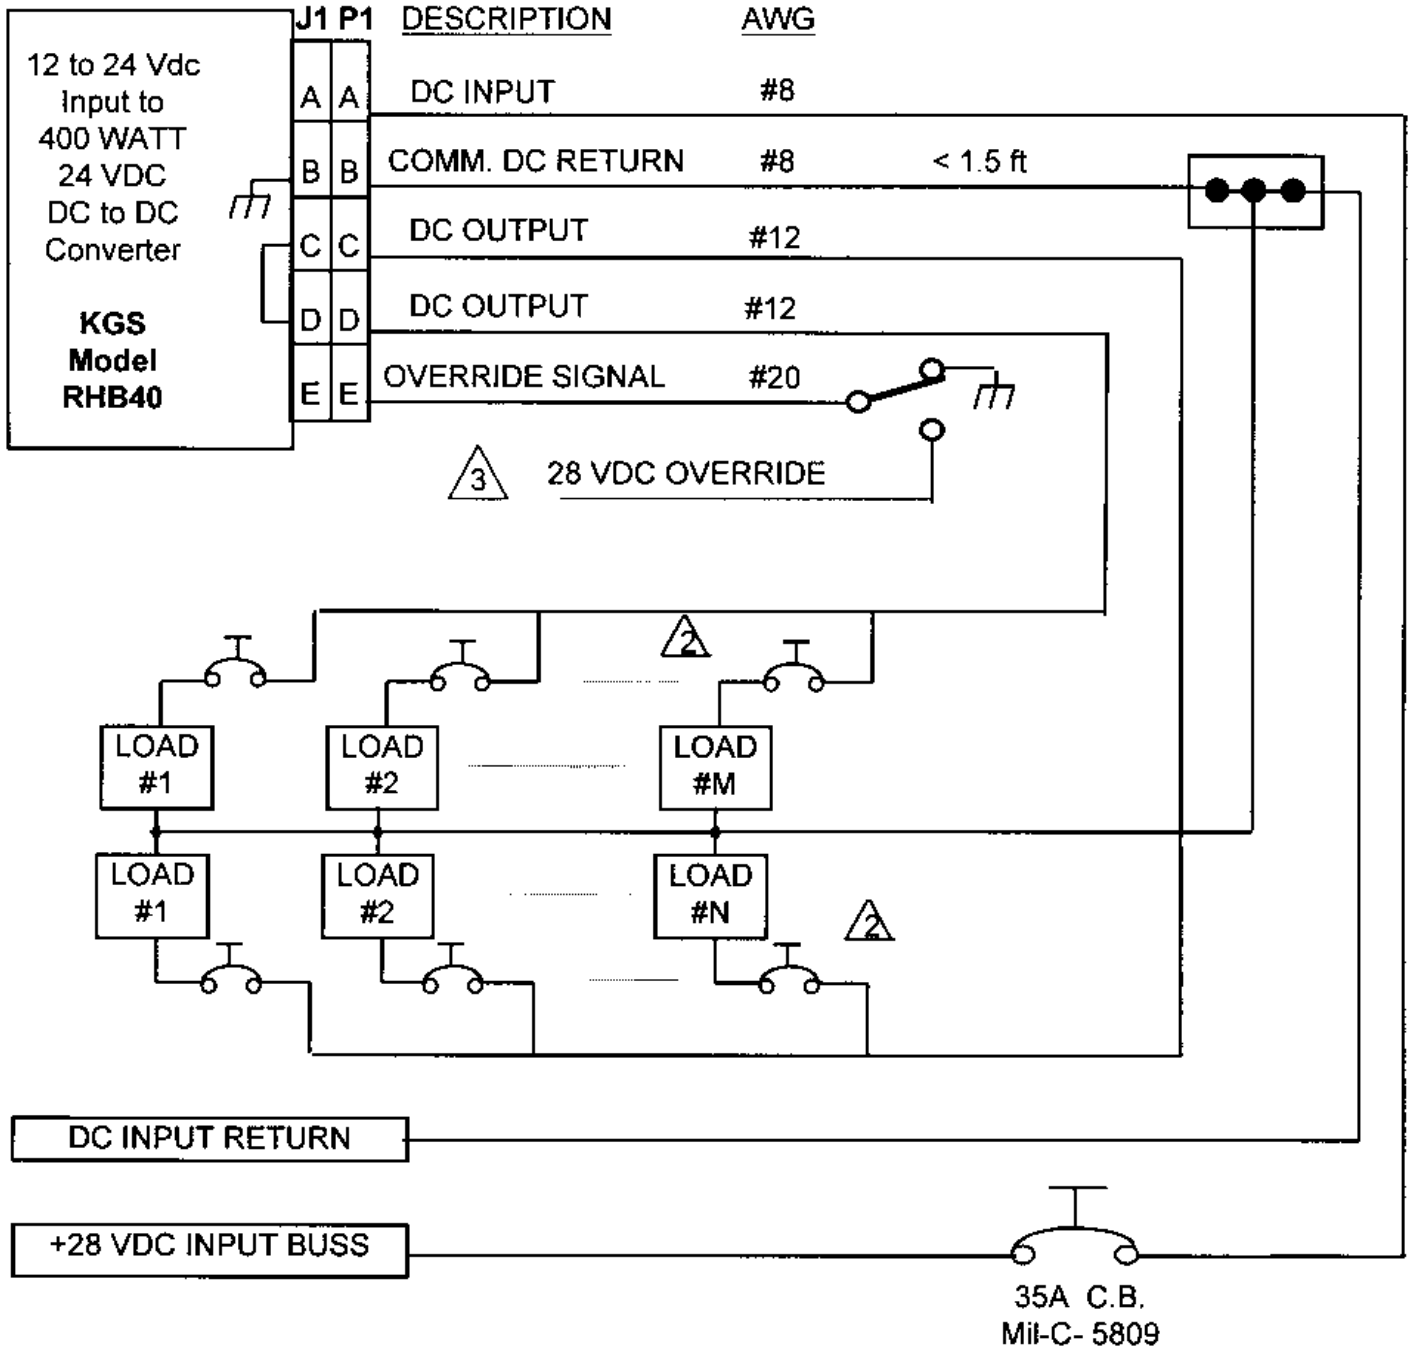 J1 P1 DESCRIPTION AWG
12 to 24 Vdc
Input to
400 WATT
24 VDC
DC to DC
Converter
KGS
Model
RHB40
A A DC INPUT #8
B B COMM. DC RETURN #8 < 1.5 ft
C C DC OUTPUT #12
D D DC OUTPUT #12
E E OVERRIDE SIGNAL #20
3 28 VDC OVERRIDE
2
LOAD
#1
LOAD
#2
LOAD
#M
LOAD
#1
LOAD
#2
LOAD
#N
2
DC INPUT RETURN
+28 VDC INPUT BUSS
35A C.B.
Mil-C- 5809